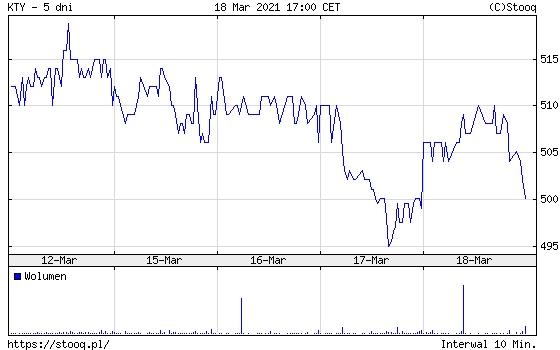 KTY - 5 dni 18 Mar 2021 17:00 CET (C)Stooq
515
510
505
500
495
12-Mar 15-Mar 16-Mar 17-Mar 18-Mar
Wolumen
https://stooq.pl/ Interwal 10 Min.